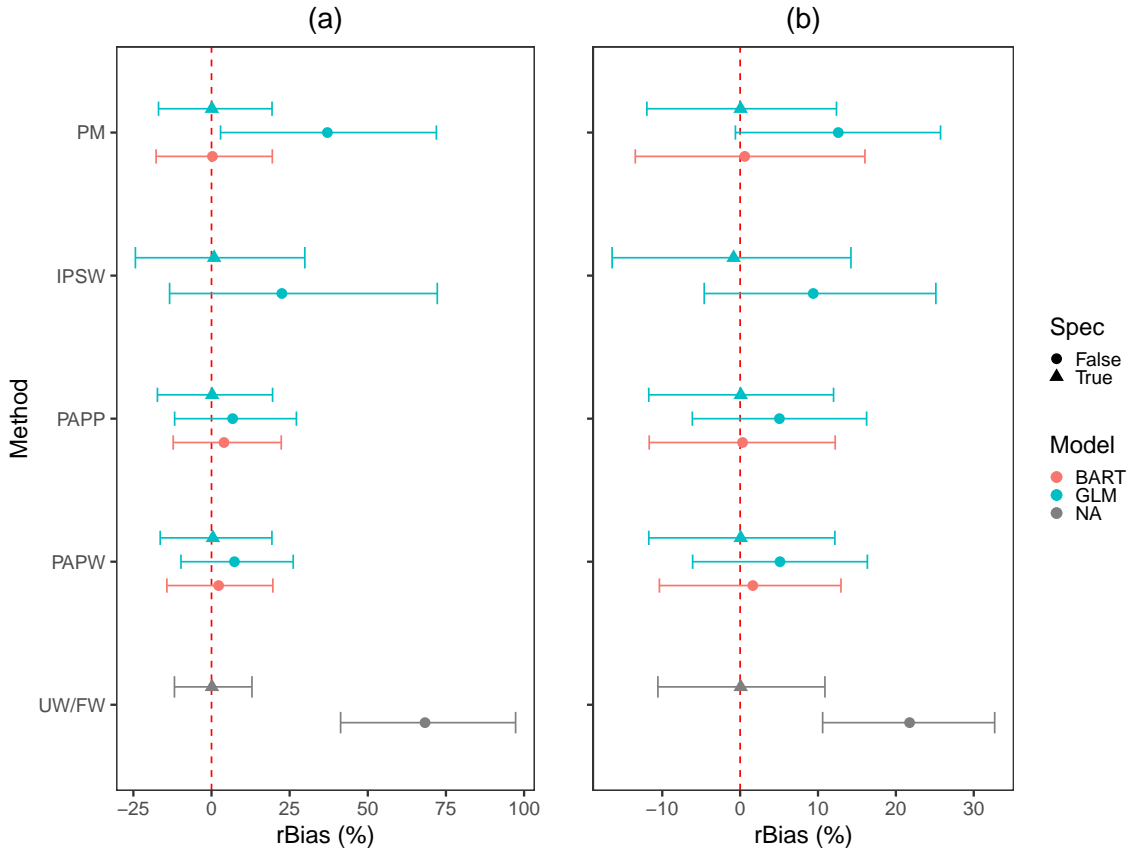 (a)
(b)
Method
PM
IPSW
PAPP
PAPW
UW/FW
−25
0
25
50
75
100
rBias (%)
−10
0
10
20
30
rBias (%)
Spec
False
True
Model
BART
GLM
NA